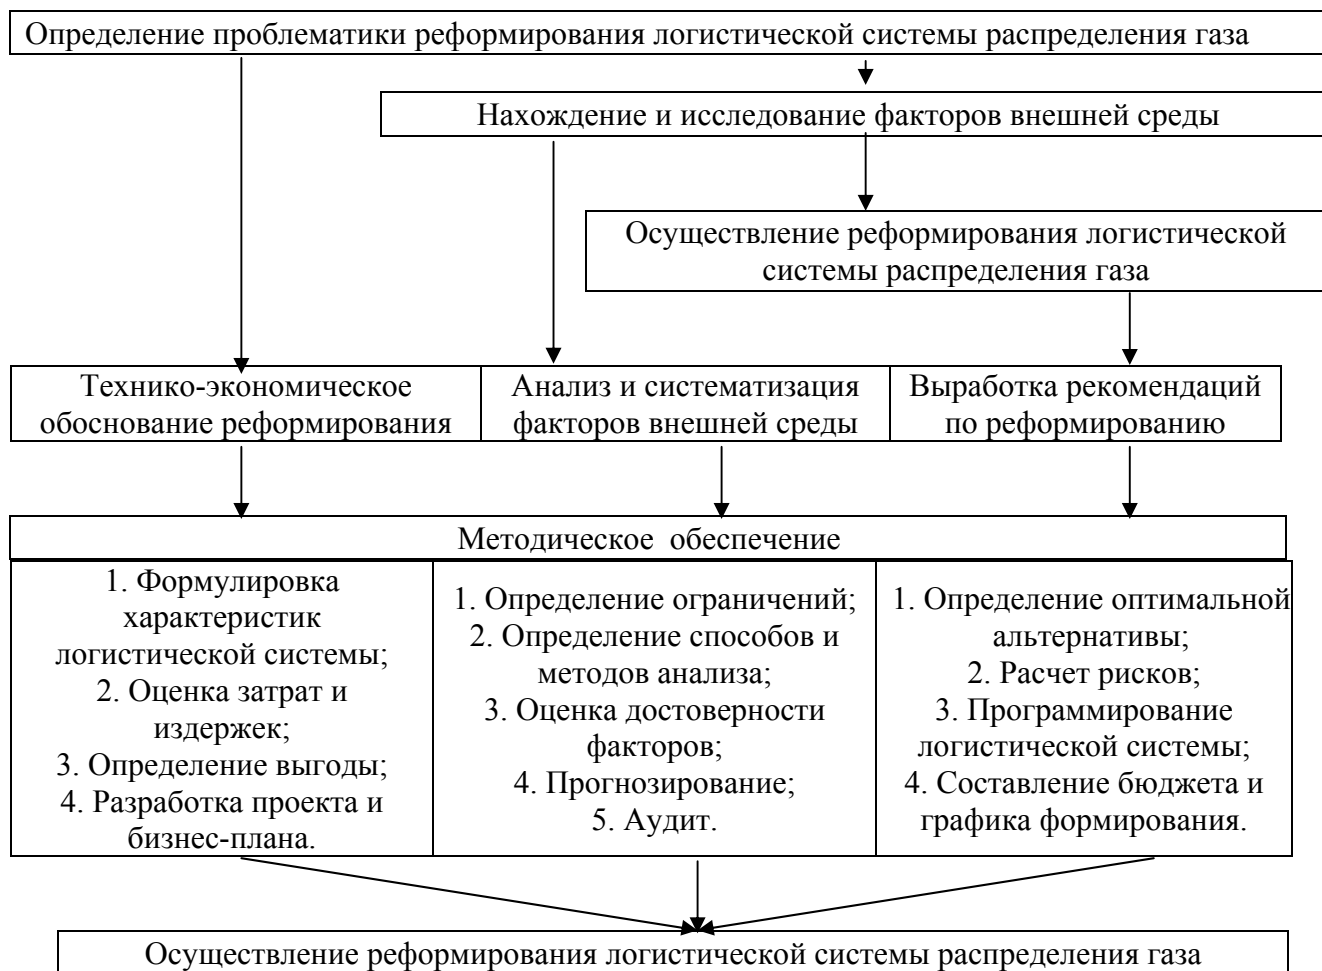 Определение проблематики реформирования логистической системы распределения газа
Нахождение и исследование факторов внешней среды
Осуществление реформирования логистической
системы распределения газа
Технико-экономическое
обоснование реформирования
Анализ и систематизация
факторов внешней среды
Выработка рекомендаций
по реформированию
Методическое обеспечение
1. Формулировка
характеристик
логистической системы;
2. Оценка затрат и
издержек;
3. Определение выгоды;
4. Разработка проекта и
бизнес-плана.
1. Определение ограничений;
2. Определение способов и
методов анализа;
3. Оценка достоверности
факторов;
4. Прогнозирование;
5. Аудит.
1. Определение оптимальной
альтернативы;
2. Расчет рисков;
3. Программирование
логистической системы;
4. Составление бюджета и
графика формирования.
Осуществление реформирования логистической системы распределения газа